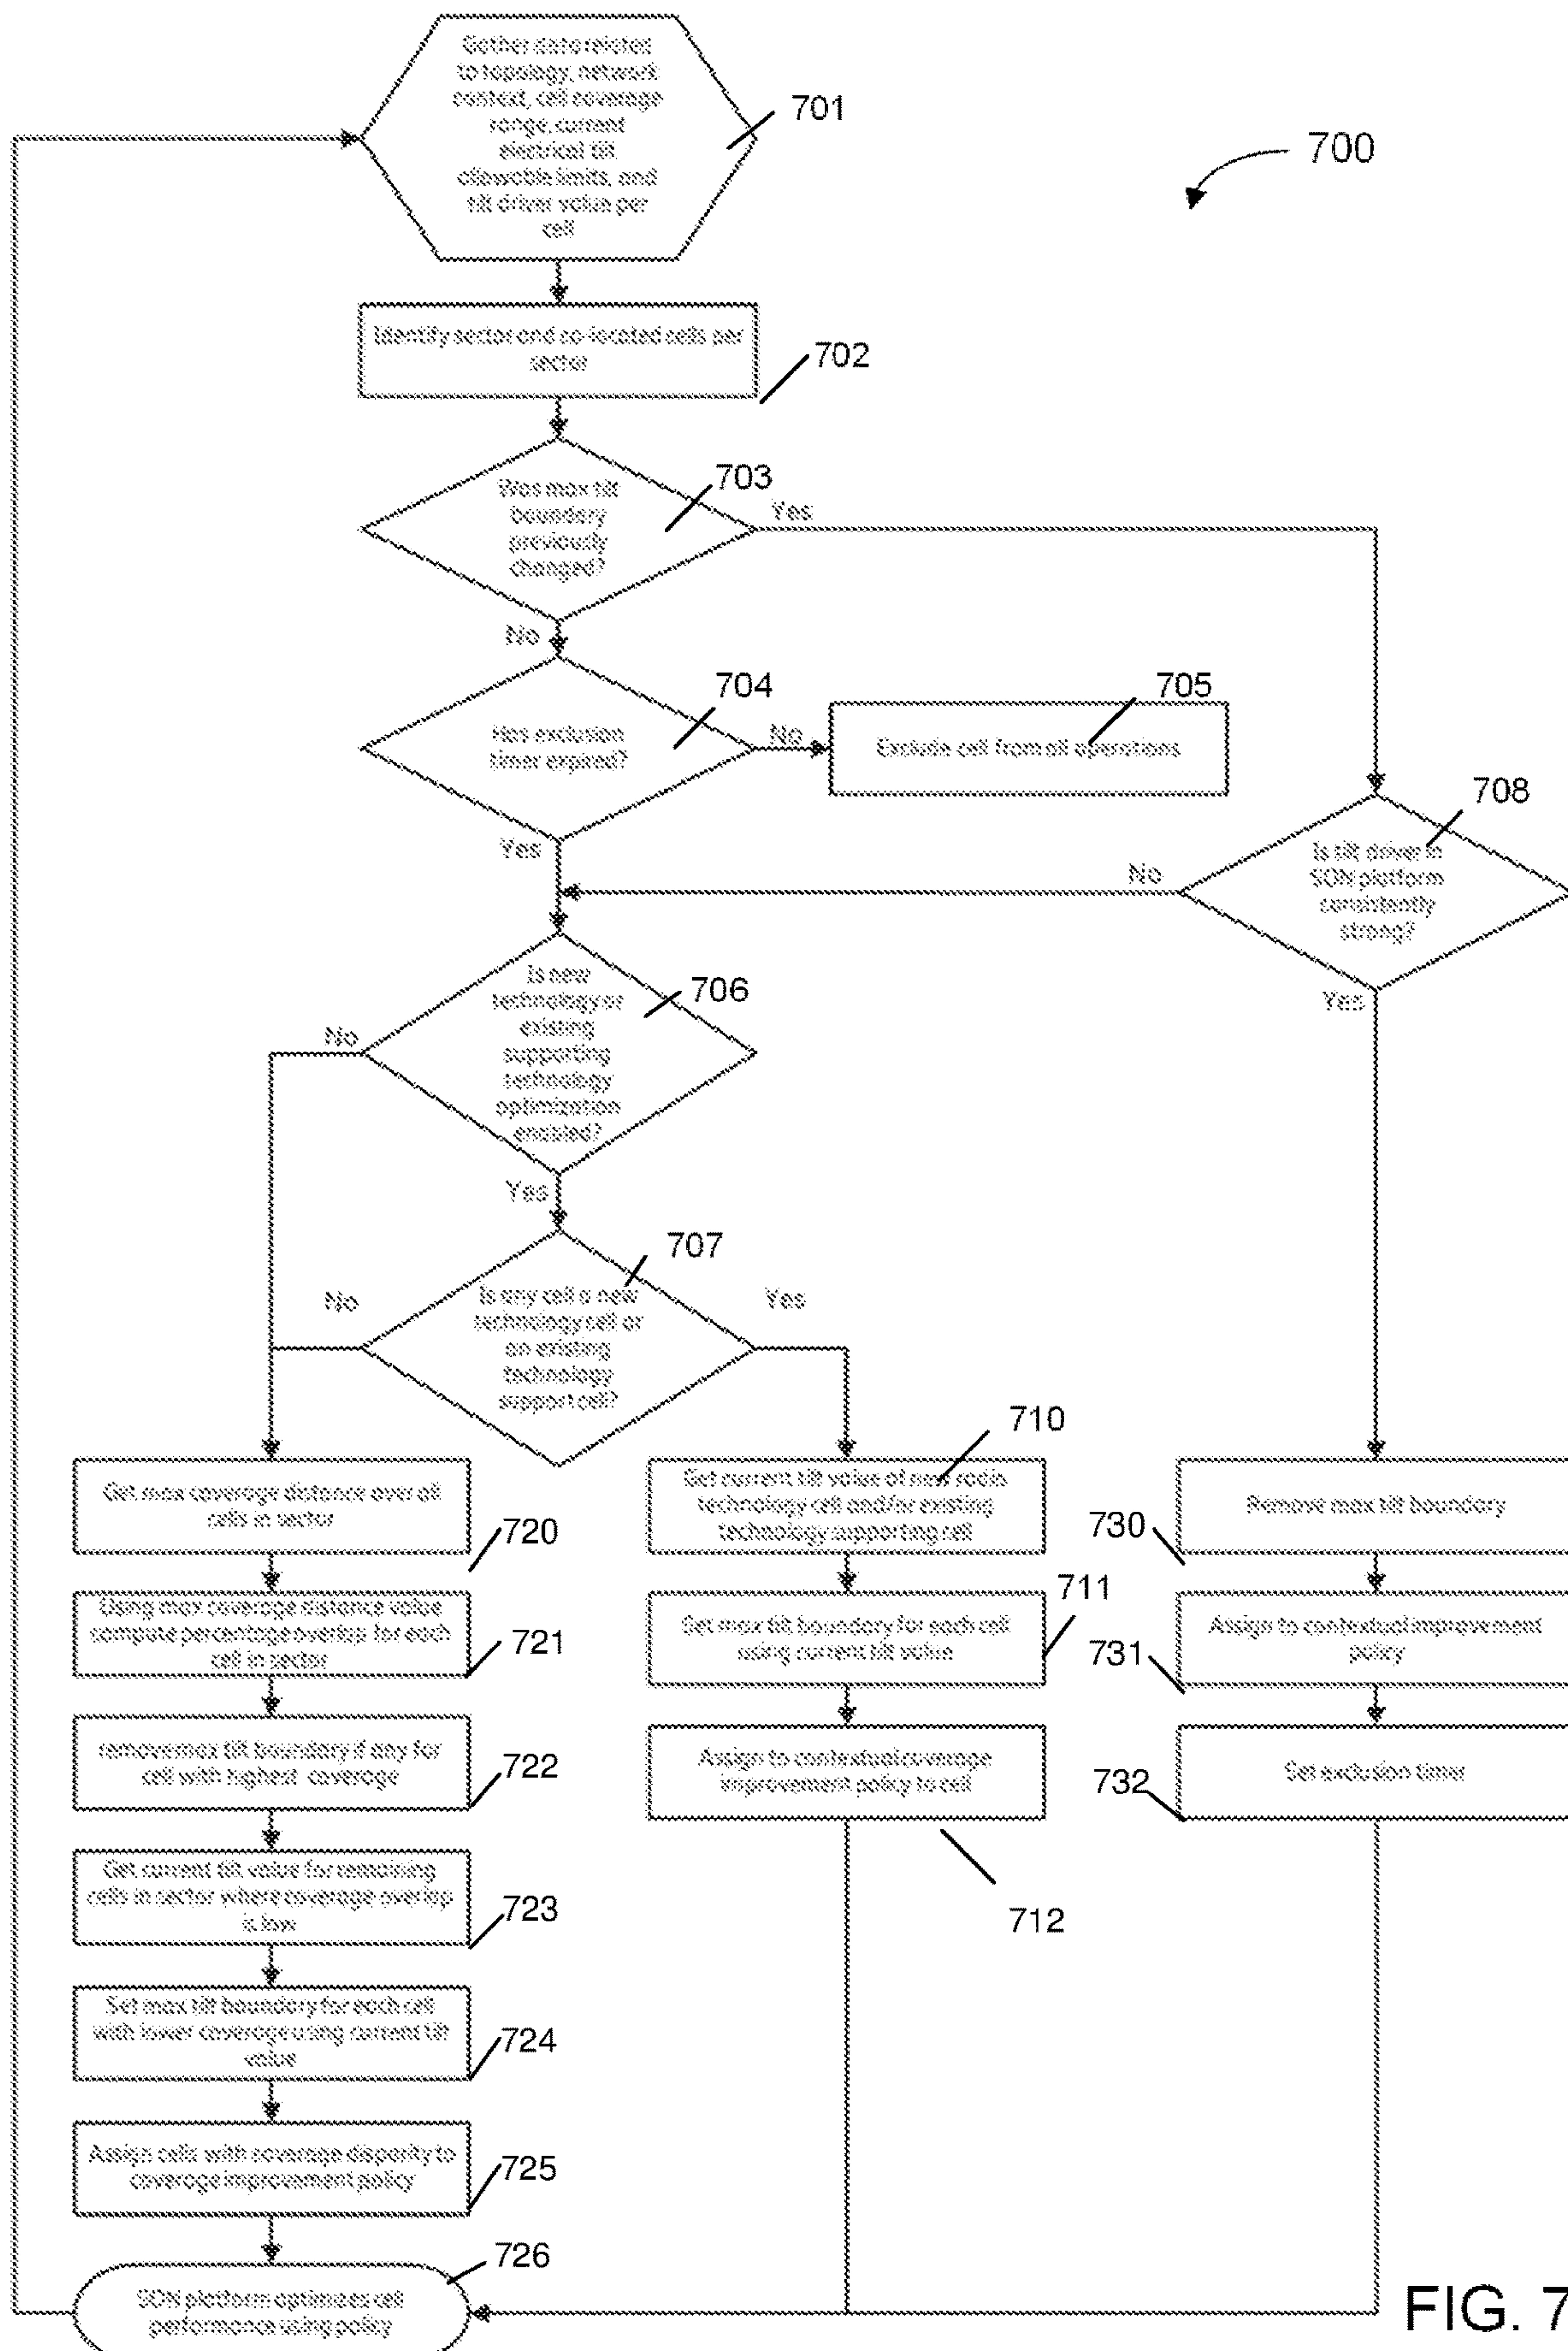 Gather data related
to topology, network
context, cell coverage
range, current
electrical tilt
allowable limits, and
tilt driver value per
cell
701
700
Identify sector and co-located cells per
sector
702
Was max tilt
boundary
previously
changed?
703
Yes
No
Has exclusion
timer expired?
704
No
Exclude cell from all operations
705
Yes
Is tilt driver in
SON platform
consistently
strong?
708
No
Yes
Is new
technology or
existing
supporting
technology
optimization
enabled?
706
No
Yes
Is any cell a new
technology cell or
an existing
technology
support cell?
707
No
Yes
Get max coverage distance over all
cells in sector
720
Get current tilt value of new radio
technology cell and/or existing
technology supporting cell
710
Remove max tilt boundary
730
Using max coverage distance value
compute percentage overlap for each
cell in sector
721
Set max tilt boundary for each cell
using current tilt value
711
Assign to contextual improvement
policy
731
remove max tilt boundary if any for
cell with highest coverage
722
Assign to contextual coverage
improvement policy to cell
712
Set exclusion timer
732
Get current tilt value for remaining
cells in sector where coverage overlap
is low
723
Set max tilt boundary for each cell
with lower coverage using current tilt
value
724
Assign cells with coverage disparity to
coverage improvement policy
725
SON platform optimizes cell
performance using policy
726
FIG. 7